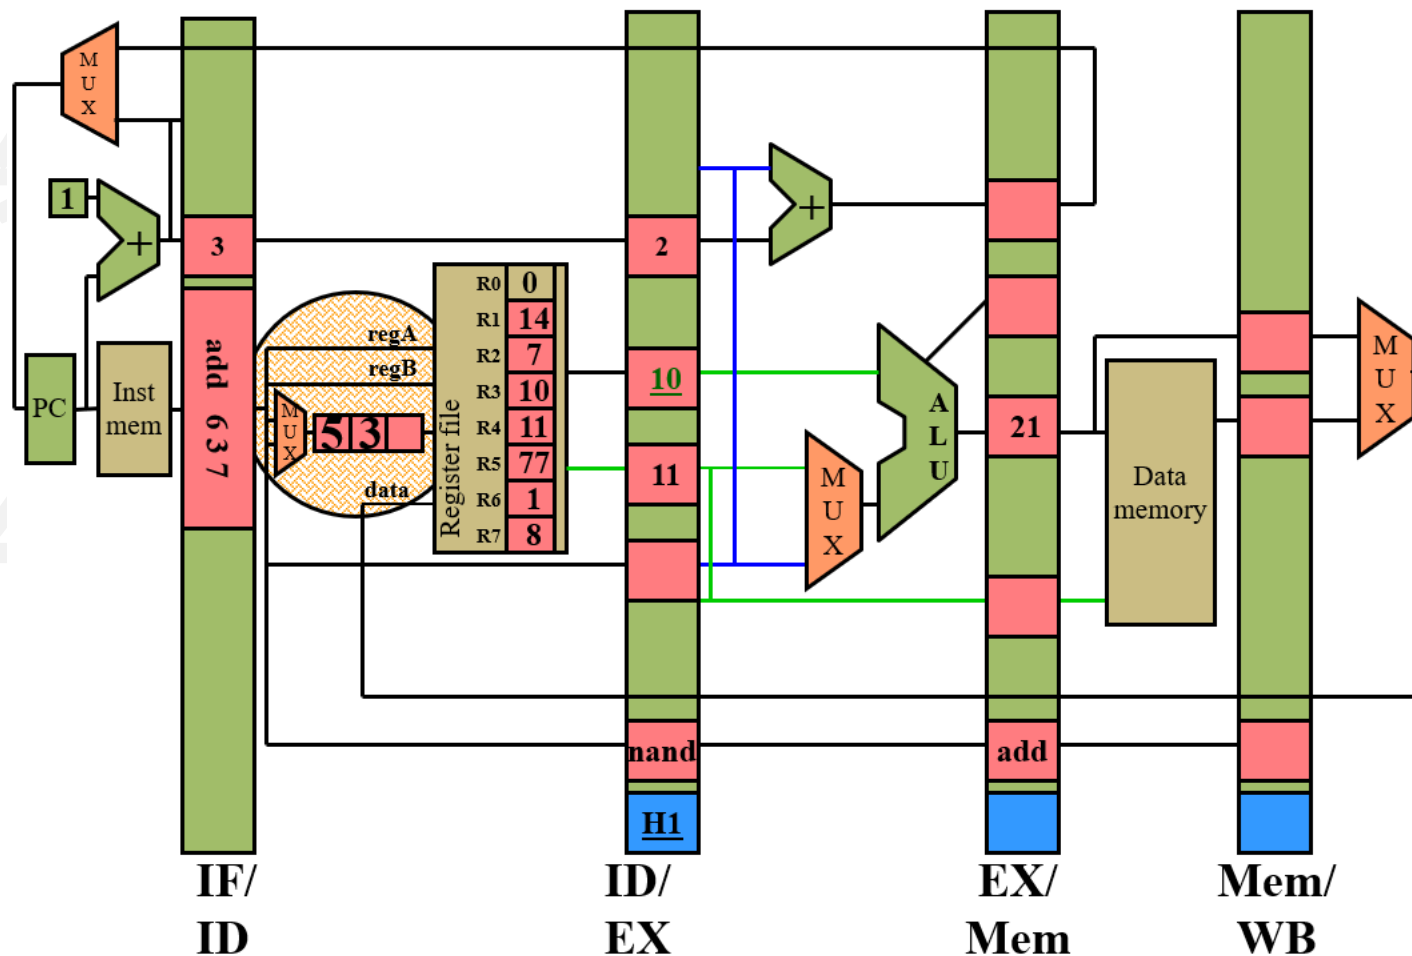 M
U
X
1
+
3
2
+
PC
Inst
mem
add 6 3 7
regA
regB
M
U
X
5 3
data
Register file
R0 0
R1 14
R2 7
R3 10
R4 11
R5 77
R6 1
R7 8
10
11
M
U
X
A
L
U
21
Data
memory
M
U
X
nand
add
H1
IF/
ID
ID/
EX
EX/
Mem
Mem/
WB